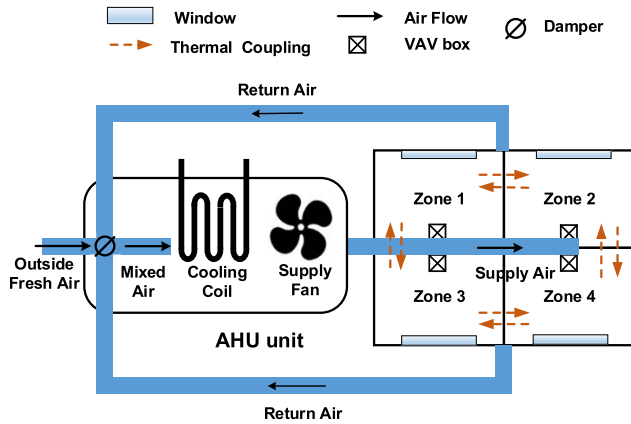 Window
Air Flow
Damper
Thermal Coupling
VAV box
Return Air
Zone 1
Zone 2
Outside
Fresh Air
Mixed
Air
Cooling
Coil
Supply
Fan
Supply Air
Zone 3
Zone 4
AHU unit
Return Air